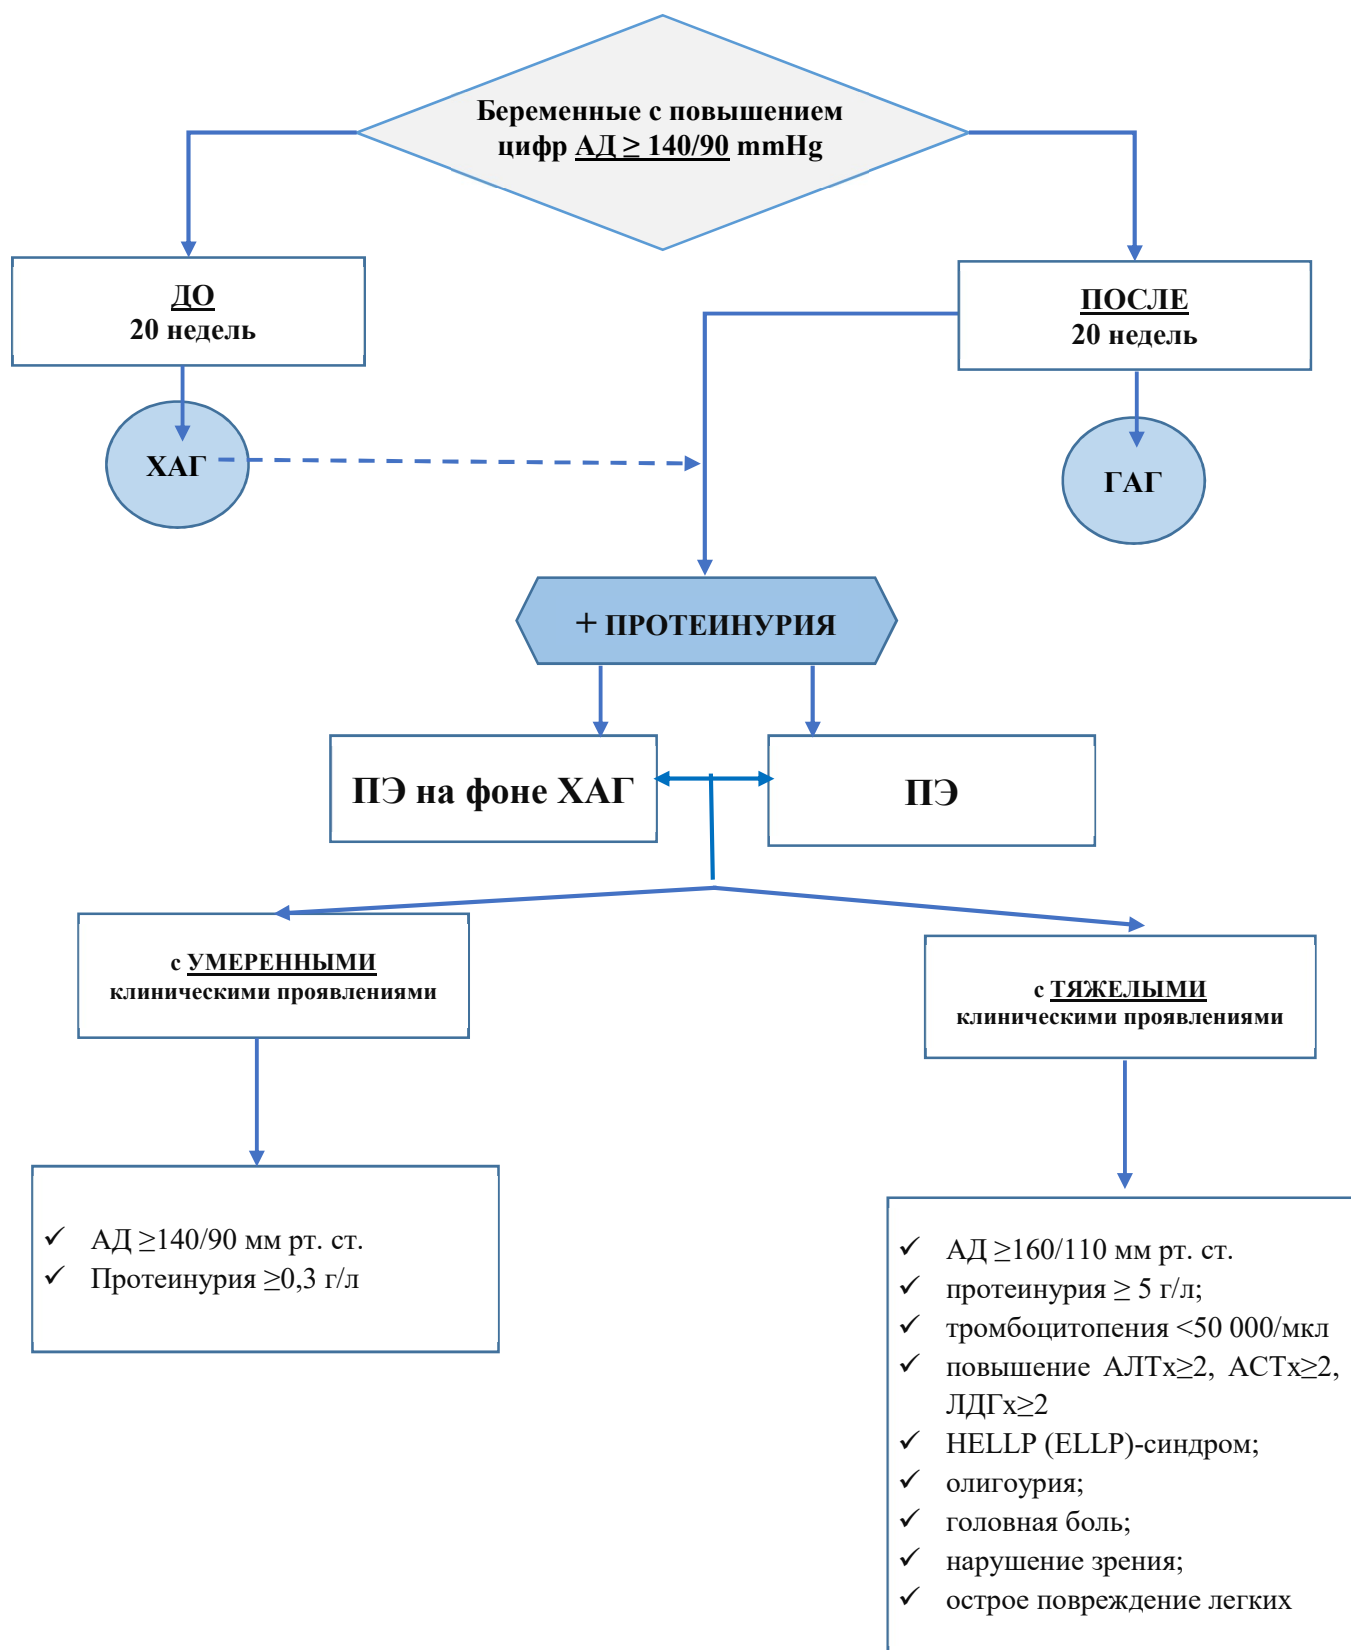 Беременные с повышением
цифр АД ≥ 140/90 mmHg
ДО
20 недель
ПОСЛЕ
20 недель
ХАГ
ГАГ
+ ПРОТЕИНУРИЯ
ПЭ на фоне ХАГ
ПЭ
с УМЕРЕННЫМИ
клиническими проявлениями
с ТЯЖЕЛЫМИ
клиническими проявлениями
✓ АД ≥140/90 мм рт. ст.
✓ Протеинурия ≥0,3 г/л
✓ АД ≥160/110 мм рт. ст.
✓ протеинурия ≥ 5 г/л;
✓ тромбоцитопения <50 000/мкл
✓ повышение АЛТх≥2, АСТх≥2,
ЛДГх≥2
✓ HELLP (ELLP)-синдром;
✓ олигоурия;
✓ головная боль;
✓ нарушение зрения;
✓ острое повреждение легких